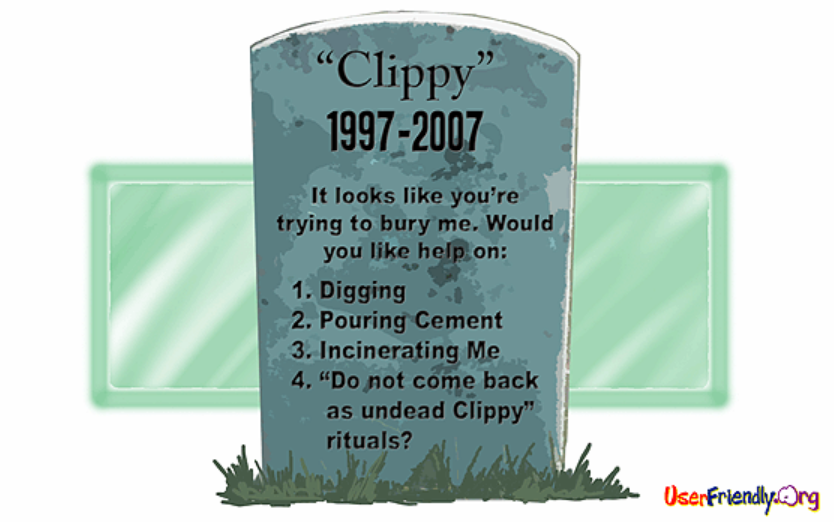 “Clippy”
1997-2007
It looks like you’re
trying to bury me. Would
you like help on:
1. Digging
2. Pouring Cement
3. Incinerating Me
4. “Do not come back
as undead Clippy”
rituals?
UserFriendly.Org